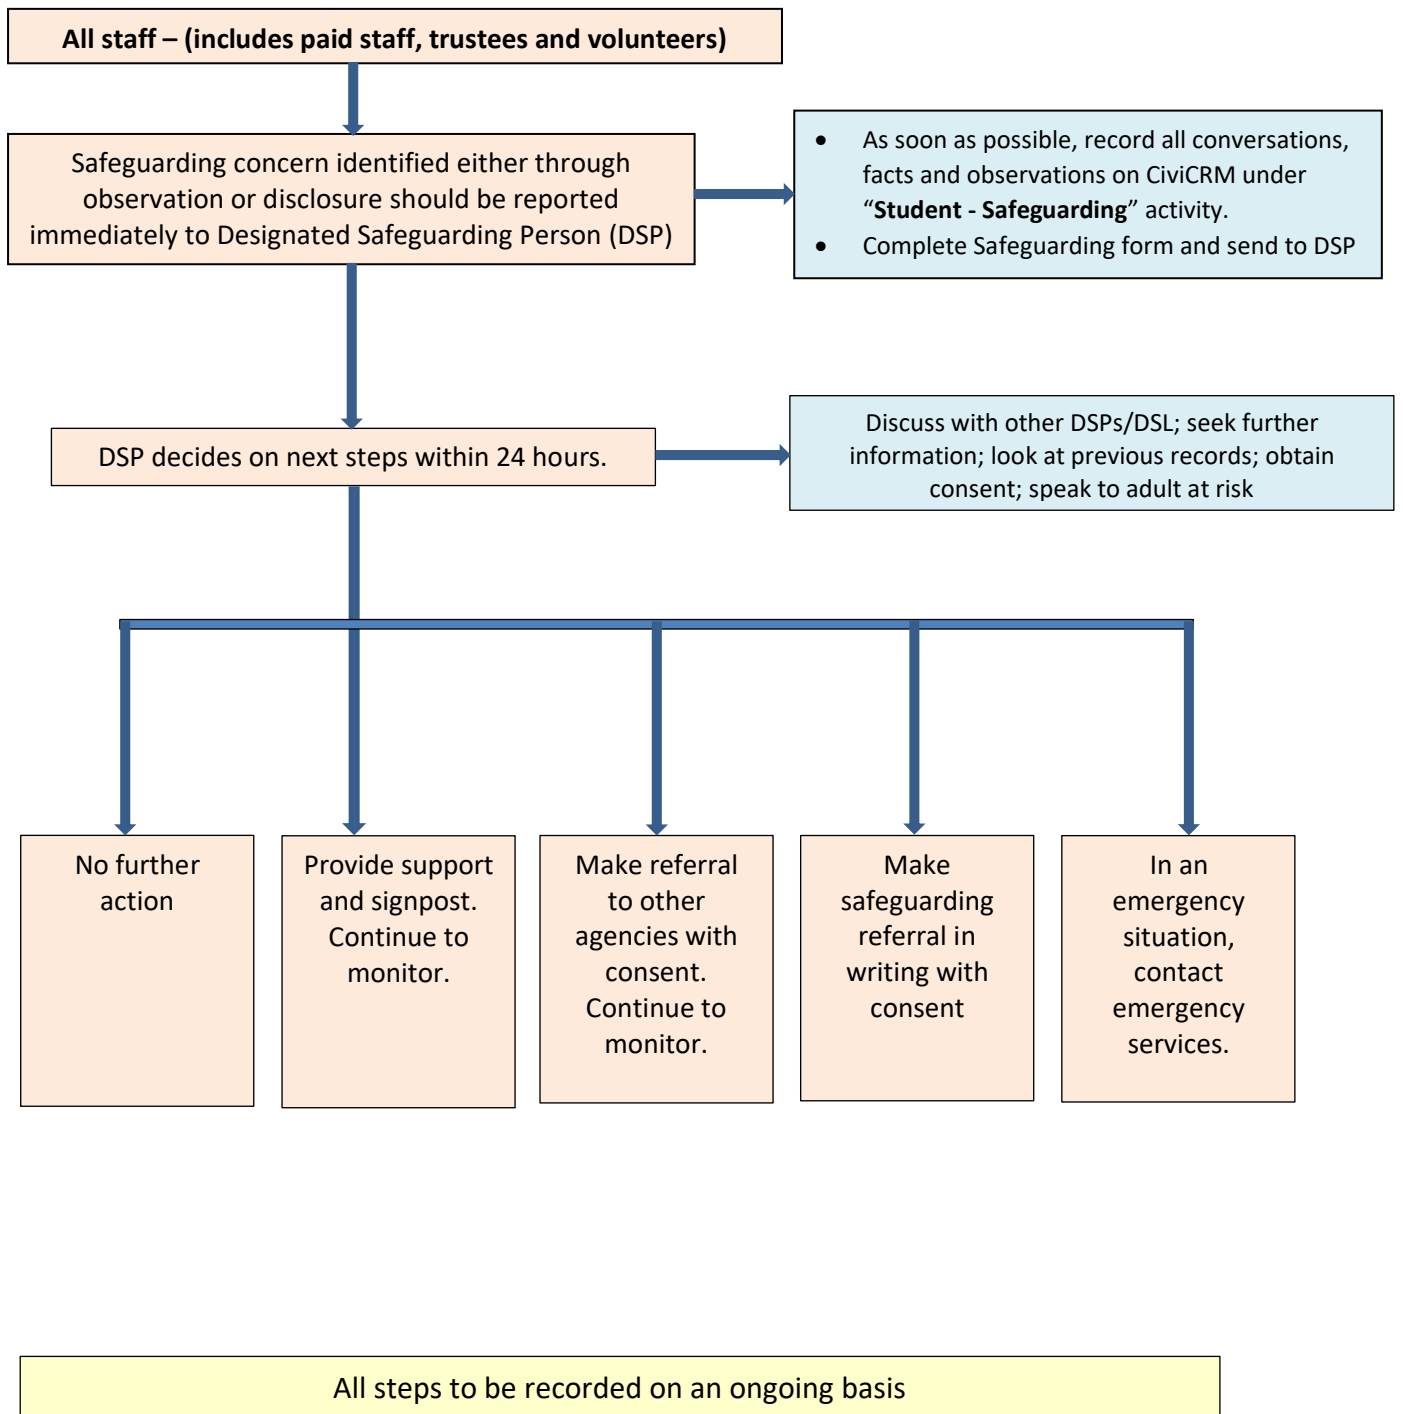 All staff – (includes paid staff, trustees and volunteers)
Safeguarding concern identified either through
observation or disclosure should be reported
immediately to Designated Safeguarding Person (DSP)
• As soon as possible, record all conversations,
facts and observations on CiviCRM under
“Student - Safeguarding” activity.
• Complete Safeguarding form and send to DSP
DSP decides on next steps within 24 hours.
Discuss with other DSPs/DSL; seek further
information; look at previous records; obtain
consent; speak to adult at risk
No further
action
Provide support
and signpost.
Continue to
monitor.
Make referral
to other
agencies with
consent.
Continue to
monitor.
Make
safeguarding
referral in
writing with
consent
In an
emergency
situation,
contact
emergency
services.
All steps to be recorded on an ongoing basis